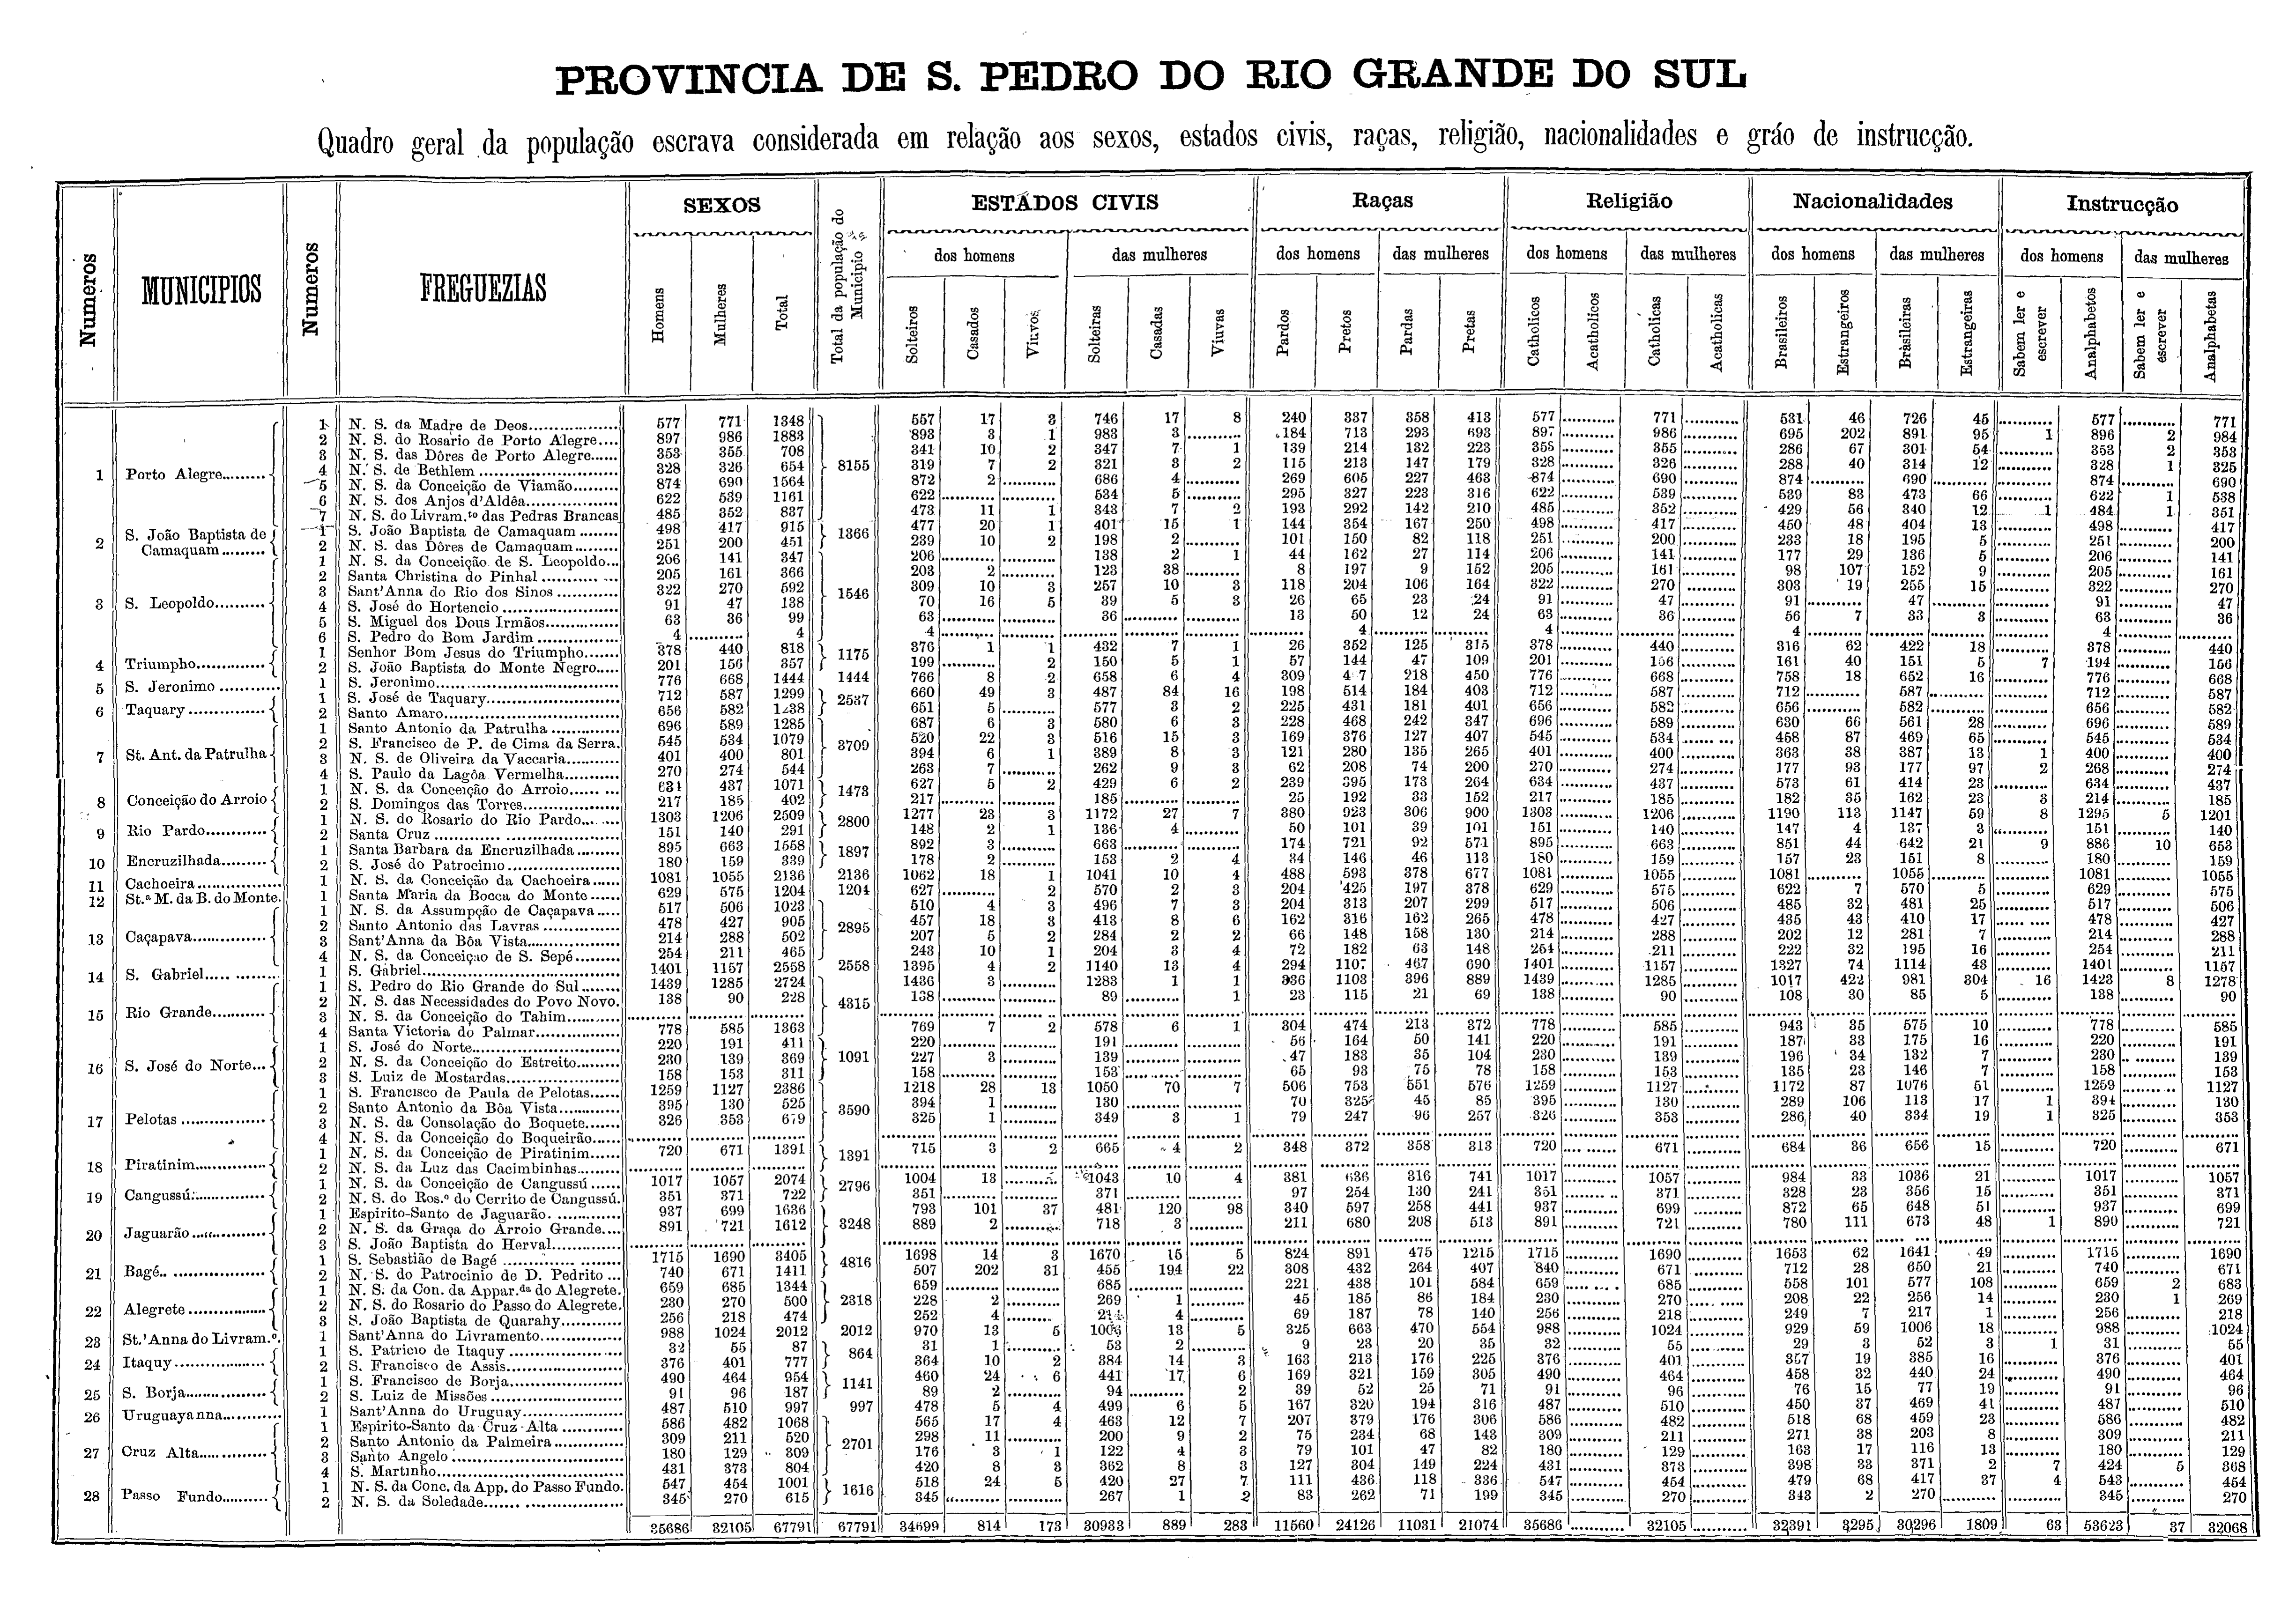 PROVINCIA DE S. PEDRO DO RIO GRANDE DO SUL
Quadro geral da população escrava considerada em relação aos sexos, estados civis, raças, religião, nacionalidades e gráo de instrucção.
Numeros MUNICIPIOS Numeros FREGUEZIAS SEXOS Total da população do Municipio ESTADOS CIVIS Raças Religião Nacionalidades Instrucção
dos homens das mulheres dos homens das mulheres dos homens das mulheres dos homens das mulheres dos homens das mulheres
Homens Mulheres Total Solteiros Casados Viuvos Solteiras Casadas Viuvas Pardos Pretos Pardas Pretas Catholicos Acatholicos Catholicas Acatholicas Brasileiros Estrangeiros Brasileiras Estrangeiras Sabem ler e escrever Analphabetos Sabem ler e escrever Analphabetas
1 Porto Alegre 8155
1 N. S. da Madre de Deos 577 771 1348 557 17 3 746 17 8 240 337 358 413 577 771 531 46 726 45 577 771
2 N. S. do Rosario de Porto Alegre 897 986 1883 893 3 1 983 3 184 713 293 693 897 986 695 202 891 95 1 896 2 984
3 N. S. das Dôres de Porto Alegre 353 355 708 341 10 2 347 7 1 139 214 132 223 355 286 67 301 54 353 2 353
4 N. S. de Bethlem 328 326 654 319 7 2 321 3 2 115 213 147 179 328 326 288 40 314 12 328 1 325
5 N. S. da Conceição de Viamão 874 690 1564 872 2 686 4 269 605 227 463 874 690 874 690 874 690
6 N. S. dos Anjos d'Aldêa 622 539 1161 622 534 5 295 327 223 316 622 539 539 83 473 66 622 1 538
7 N. S. do Livram.to das Pedras Brancas 485 352 837 473 11 1 343 7 2 193 292 142 210 485 352 429 56 340 12 1 484 1 351
2 S. João Baptista de Camaquam 1366
1 S. João Baptista de Camaquam 498 417 915 477 20 1 401 15 1 144 354 167 250 498 417 450 48 404 13 498 417
2 N. S. das Dôres de Camaquam 251 200 451 239 10 2 198 2 101 150 82 118 251 200 233 18 195 5 251 200
3 S. Leopoldo 1546
1 N. S. da Conceição de S. Leopoldo 206 141 347 206 138 2 1 44 162 27 114 206 141 177 29 136 5 206 141
2 Santa Christina do Pinhal 205 161 366 203 2 123 38 8 197 9 152 205 161 98 107 152 9 205 161
3 Sant'Anna do Rio dos Sinos 322 270 592 309 10 3 257 10 3 118 204 106 164 322 270 303 19 255 15 322 270
4 S. José do Hortencio 91 47 138 70 16 5 39 5 3 26 65 23 24 91 47 91 47 91 47
5 S. Miguel dos Dous Irmãos 63 36 99 63 36 13 50 12 24 63 36 56 7 33 3 63 36
6 S. Pedro do Bom Jardim 4 4 4 4 4 4 4
4 Triumpho 1175
1 Senhor Bom Jesus do Triumpho 378 440 818 376 1 1 432 7 1 26 352 125 315 378 440 316 62 422 18 378 440
2 S. João Baptista do Monte Negro 201 156 357 199 2 150 5 1 57 144 47 109 201 156 161 40 151 5 7 194 156
5 S. Jeronimo 1 S. Jeronimo 776 668 1444 1444 766 8 2 658 6 4 309 218 450 776 668 758 18 652 16 776 668
6 Taquary 2537
1 S. José de Taquary 712 587 1299 660 49 3 487 84 16 198 514 184 403 712 587 712 587 712 587
2 Santo Amaro 656 582 651 5 577 3 2 225 431 181 401 656 582 656 582 656 582
7 St. Ant. da Patrulha 3709
1 Santo Antonio da Patrulha 696 589 1285 687 6 3 580 6 3 228 468 242 347 696 589 630 66 561 28 696 589
2 S. Francisco de P. de Cima da Serra. 545 534 1079 520 22 3 516 15 3 169 376 127 407 545 534 458 87 469 65 545 534
3 N. S. de Oliveira da Vaccaria 401 400 801 394 6 1 389 8 3 121 280 135 265 401 400 363 38 387 13 1 400 400
4 S. Paulo da Lagôa Vermelha 270 274 544 263 7 262 9 3 62 208 74 200 270 274 177 93 177 97 2 268 274
8 Conceição do Arroio 1473
1 N. S. da Conceição do Arroio 634 437 1071 627 5 2 429 6 2 239 395 173 264 634 437 573 61 414 23 634 437
2 S. Domingos das Torres 217 185 402 217 185 25 192 33 152 217 185 182 35 162 23 3 214 185
9 Rio Pardo 2800
1 N. S. do Rosario do Rio Pardo 1303 1206 2509 1277 23 3 1172 27 7 380 923 306 900 1303 1206 1190 113 1147 59 8 1295 5 1201
2 Santa Cruz 151 140 291 148 2 1 136 4 50 101 39 101 151 140 147 4 137 3 151 140
10 Encruzilhada 1897
1 Santa Barbara da Encruzilhada 895 663 1558 892 3 663 174 721 92 571 895 663 851 44 642 21 9 886 10 653
2 S. José do Patrocinio 180 159 339 178 2 153 2 4 34 146 46 113 180 159 157 23 151 8 180 159
11 Cachoeira 1 N. S. da Conceição da Cachoeira 1081 1055 2136 2136 1062 18 1 1041 10 4 488 593 378 677 1081 1055 1081 1055 1081 1055
12 St.a M. da B. do Monte. 1 Santa Maria da Bocca do Monte 629 575 1204 1204 627 2 570 2 3 204 425 197 378 629 575 622 7 570 5 629 575
13 Caçapava 2895
1 N. S. da Assumpção de Caçapava 517 506 1023 510 4 3 496 7 3 204 313 207 299 517 506 485 32 481 25 517 506
2 Santo Antonio das Lavras 478 427 905 457 18 3 413 8 6 162 316 162 265 478 427 435 43 410 17 478 427
3 Sant'Anna da Bôa Vista 214 288 502 207 5 2 284 2 2 66 148 158 130 214 288 202 12 281 7 214 288
4 N. S. da Conceição de S. Sepé 254 211 465 243 10 1 204 3 4 72 182 63 148 254 211 222 32 195 16 254 211
14 S. Gabriel 1 S. Gabriel 1401 1157 2558 2558 1395 4 2 1140 13 4 294 1107 467 690 1401 1157 1327 74 1114 43 1401 1157
15 Rio Grande 4315
1 S. Pedro do Rio Grande do Sul 1439 1285 2724 1436 3 1283 1 1 336 1103 396 889 1439 1285 1017 422 981 304 16 1423 8 1278
2 N. S. das Necessidades do Povo Novo. 138 90 228 138 89 1 23 115 21 69 138 90 108 30 85 5 138 90
3 N. S. da Conceição do Tahim
4 Santa Victoria do Palmar 778 585 1363 769 7 2 578 6 1 304 474 213 372 778 585 943 35 575 10 778 585
16 S. José do Norte 1091
1 S. José do Norte 220 191 411 220 191 56 164 50 141 220 191 187 33 175 16 220 191
2 N. S. da Conceição do Estreito 230 139 369 227 3 139 47 183 35 104 230 139 196 34 132 7 230 139
3 S. Luiz de Mostardas 158 153 311 158 153 65 93 75 78 158 153 135 23 146 7 158 153
17 Pelotas 3590
1 S. Francisco de Paula de Pelotas 1259 1127 2386 1218 28 13 1050 70 7 506 753 551 576 1259 1127 1172 87 1076 51 1259 1127
2 Santo Antonio da Bôa Vista 395 130 525 394 1 130 70 325 45 85 395 130 289 106 113 17 1 394 130
3 N. S. da Consolação do Boquete 326 353 679 325 1 349 3 1 79 247 96 257 326 353 286 40 334 19 1 325 353
4 N. S. da Conceição do Boqueirão
18 Piratinim 1391
1 N. S. da Conceição de Piratinim 720 671 1391 715 3 2 665 4 2 348 372 358 313 720 671 684 36 656 15 720 671
2 N. S. da Luz das Cacimbinhas
19 Cangussú 2796
1 N. S. da Conceição de Cangussú 1017 1057 2074 1004 13 1043 10 4 381 636 316 741 1017 1057 984 33 1036 21 1017 1057
2 N. S. do Ros.o do Cerrito de Cangussú. 351 371 722 351 371 97 254 130 241 351 371 328 23 356 15 351 371
20 Jaguarão 3248
1 Espirito-Santo de Jaguarão 937 699 1636 793 101 37 481 120 98 340 597 258 441 937 699 872 65 648 51 937 699
2 N. S. da Graça do Arroio Grande 891 721 1612 889 2 718 3 211 680 208 513 891 721 780 111 673 48 1 890 721
3 S. João Baptista do Herval
21 Bagé 4816
1 S. Sebastião de Bagé 1715 1690 3405 1698 14 3 1670 15 5 824 891 475 1215 1715 1690 1653 62 1641 49 1715 1690
2 N. S. do Patrocinio de D. Pedrito 740 671 1411 507 202 31 455 194 22 308 432 264 407 840 671 712 28 650 21 740 671
22 Alegrete 2318
1 N. S. da Con. da Appar.da do Alegrete. 659 685 1344 659 685 221 438 101 584 659 685 558 101 577 108 659 2 683
2 N. S. do Rosario do Passo do Alegrete. 230 270 500 228 2 269 1 45 185 86 184 230 270 208 22 256 14 230 1 269
3 S. João Baptista de Quarahy 256 218 474 252 4 4 69 187 78 140 256 218 249 7 217 1 256 218
23 St.' Anna do Livram.o. 1 Sant'Anna do Livramento 988 1024 2012 2012 970 13 5 1006 13 5 325 663 470 554 988 1024 929 59 1006 18 988 1024
24 Itaquy 864
1 S. Patricio de Itaquy 32 55 87 31 1 53 2 9 23 20 35 32 55 29 3 52 3 1 31 55
2 S. Francisco de Assis 376 401 777 364 10 2 384 14 3 163 213 176 225 376 401 357 19 385 16 376 401
25 S. Borja 1141
1 S. Francisco de Borja 490 464 954 460 24 6 441 17 6 169 321 159 305 490 464 458 32 440 24 490 464
2 S. Luiz de Missões 91 96 187 89 2 94 2 39 52 25 71 91 96 76 15 77 19 91 96
26 Uruguayanna 1 Sant'Anna do Uruguay 487 510 997 997 478 5 4 499 6 5 167 320 194 316 487 510 450 37 469 41 487 510
27 Cruz Alta 2701
1 Espirito-Santo da Cruz Alta 586 482 1068 565 17 4 463 12 7 207 379 176 306 586 482 518 68 459 23 586 482
2 Santo Antonio da Palmeira 309 211 520 298 11 200 9 2 75 234 68 143 309 211 271 38 203 8 309 211
3 Santo Angelo 180 129 309 176 3 1 122 4 3 79 101 47 82 180 129 163 17 116 13 180 129
4 S. Martinho 431 373 804 420 8 3 362 8 3 127 304 149 224 431 373 398 33 371 2 7 424 5 368
28 Passo Fundo 1616
1 N. S. da Conc. da App. do Passo Fundo. 547 454 1001 518 24 5 420 27 7 111 436 118 336 547 454 479 68 417 37 4 543 454
2 N. S. da Soledade 345 270 615 345 267 1 2 83 262 71 199 345 270 343 2 270 345 270
35686 32105 67791 67791 34699 814 173 30933 889 283 11560 24126 11031 21074 35686 32105 32391 3295 30296 1809 63 53623 37 32068